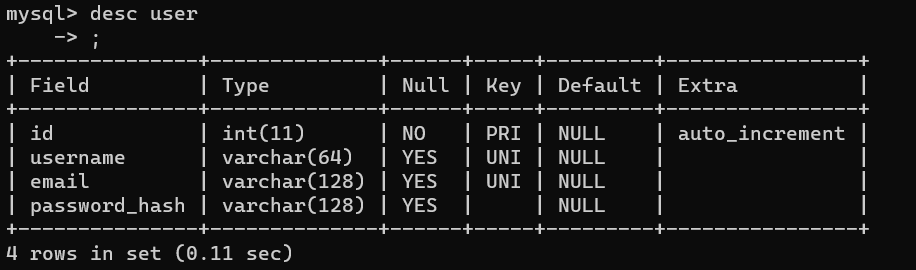 mysql> desc user
    -> ;
+---------------+--------------+------+-----+---------+----------------+
| Field         | Type         | Null | Key | Default | Extra          |
+---------------+--------------+------+-----+---------+----------------+
| id            | int(11)      | NO   | PRI | NULL    | auto_increment |
| username      | varchar(64)  | YES  | UNI | NULL    |                |
| email         | varchar(128) | YES  | UNI | NULL    |                |
| password_hash | varchar(128) | YES  |     | NULL    |                |
+---------------+--------------+------+-----+---------+----------------+
4 rows in set (0.11 sec)